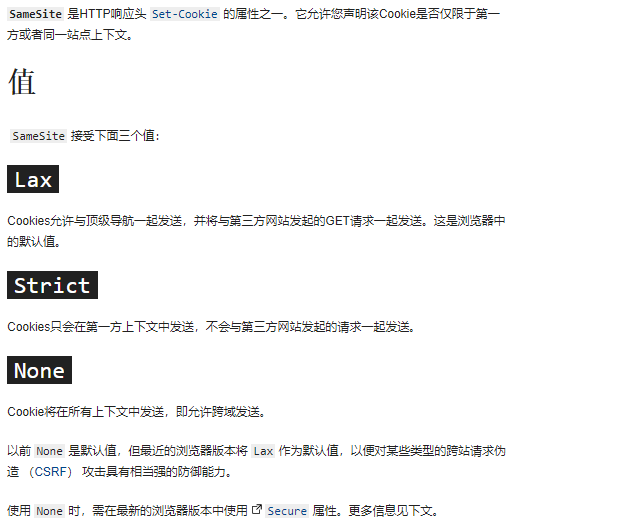 SameSite 是HTTP响应头 Set-Cookie 的属性之一。它允许您声明该Cookie是否仅限于第一
方或者同一站点上下文。
值
SameSite 接受下面三个值：
Lax
Cookies允许与顶级导航一起发送，并将与第三方网站发起的GET请求一起发送。这是浏览器中
的默认值。
Strict
Cookies只会在第一方上下文中发送，不会与第三方网站发起的请求一起发送。
None
Cookie将在所有上下文中发送，即允许跨域发送。
以前 None 是默认值，但最近的浏览器版本将 Lax 作为默认值，以便对某些类型的跨站请求伪
造 （CSRF） 攻击具有相当强的防御能力。
使用 None 时，需在最新的浏览器版本中使用 Secure 属性。更多信息见下文。